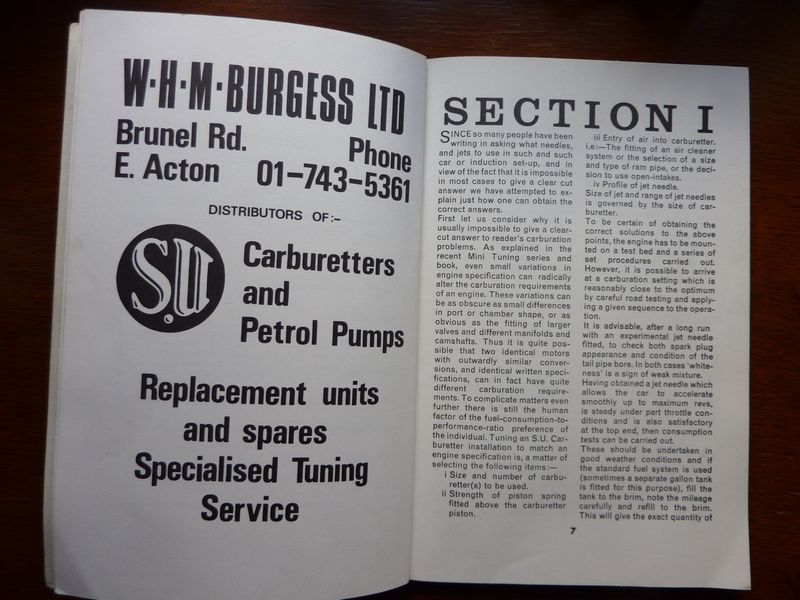 W·H·M·BURGESS LTD
Brunel Rd. Phone
E. Acton 01-743-5361
DISTRIBUTORS OF:-
S.U Carburetters
and
Petrol Pumps
Replacement units
and spares
Specialised Tuning
Service
SECTION I
SINCE so many people have been
writing in asking what needles,
and jets to use in such and such
car or induction set-up, and in
view of the fact that it is impossible
in most cases to give a clear cut
answer we have attempted to ex-
plain just how one can obtain the
correct answers.
First let us consider why it is
usually impossible to give a clear-
cut answer to reader's carburation
problems. As explained in the
recent Mini Tuning series and
book, even small variations in
engine specification can radically
alter the carburation requirements
of an engine. These variations can
be as obscure as small differences
in port or chamber shape, or as
obvious as the fitting of larger
valves and different manifolds and
camshafts. Thus it is quite pos-
sible that two identical motors
with outwardly similar conver-
sions, and identical written speci-
fications, can in fact have quite
different carburation require-
ments. To complicate matters even
further there is still the human
factor of the fuel-consumption-to-
performance-ratio preference of
the individual. Tuning an S.U. Car-
buretter installation to match an
engine specification is, a matter of
selecting the following items:—
i Size and number of carbu-
retter(s) to be used.
ii Strength of piston spring
fitted above the carburetter
piston.
iii Entry of air into carburetter.
i.e:—The fitting of an air cleaner
system or the selection of a size
and type of ram pipe, or the deci-
sion to use open-intakes.
iv Profile of jet needle.
Size of jet and range of jet needles
is governed by the size of car-
buretter.
To be certain of obtaining the
correct solutions to the above
points, the engine has to be moun-
ted on a test bed and a series of
set procedures carried out.
However, it is possible to arrive
at a carburation setting which is
reasonably close to the optimum
by careful road testing and apply-
ing a given sequence to the opera-
tion.
It is advisable, after a long run
with an experimental jet needle
fitted, to check both spark plug
appearance and condition of the
tail pipe bore. In both cases 'white-
ness' is a sign of weak mixture.
Having obtained a jet needle which
allows the car to accelerate
smoothly up to maximum revs,
is steady under part throttle con-
ditions and is also satisfactory
at the top end, then consumption
tests can be carried out.
These should be undertaken in
good weather conditions and if
the standard fuel system is used
(sometimes a separate gallon tank
is fitted for this purpose), fill the
tank to the brim, note the mileage
carefully and refill to the brim.
This will give the exact quantity of
7